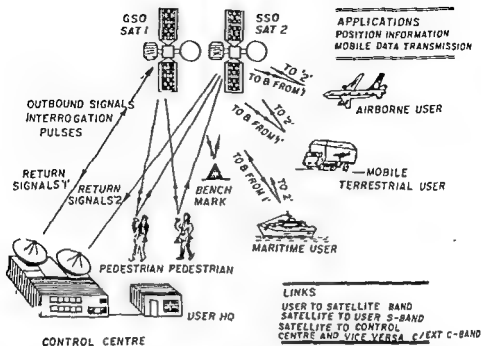 GSO
SAT 1
SSO
SAT 2
APPLICATIONS
POSITION INFORMATION
MOBILE DATA TRANSMISSION
TO '2'
TO & FROM '1'
AIRBORNE USER
OUTBOUND SIGNALS
INTERROGATION
PULSES
TO '2'
TO & FROM '1'
MOBILE
TERRESTRIAL USER
RETURN
SIGNALS '1'
RETURN
SIGNALS '2'
BENCH
MARK
TO '2'
TO & FROM 1'
MARITIME USER
PEDESTRIAN PEDESTRIAN
USER HQ
CONTROL CENTRE
LINKS
USER TO SATELLITE BAND
SATELLITE TO USER S-BAND
SATELLITE TO CONTROL
CENTRE AND VICE VERSA C/EXT C-BAND